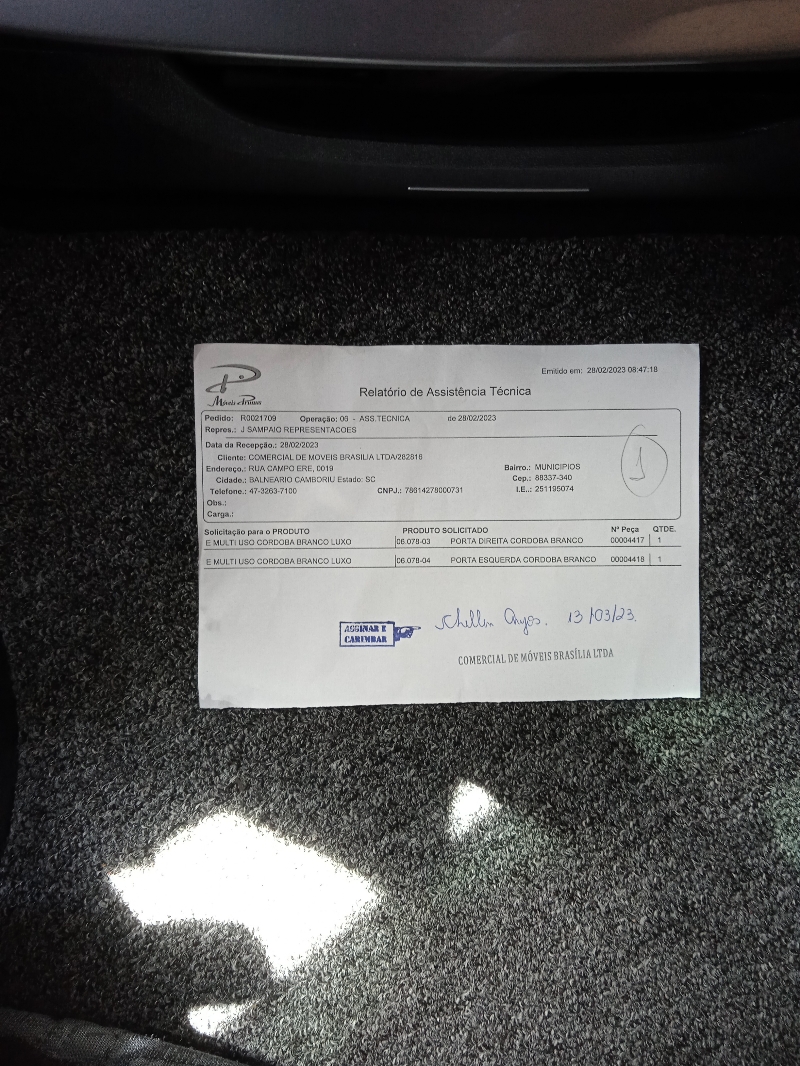 Emitido em: 28/02/2023 08:47:18
Relatório de Assistência Técnica
Pedido: R0021709 Operação: 06 - ASS.TECNICA de 28/02/2023
Repres.: J SAMPAIO REPRESENTACOES
Data da Recepção.: 28/02/2023
Cliente: COMERCIAL DE MOVEIS BRASILIA LTDA/282816
Endereço.: RUA CAMPO ERE, 0019 Bairro.: MUNICIPIOS
Cidade.: BALNEARIO CAMBORIU Estado: SC Cep.: 88337-340
Telefone.: 47-3263-7100 CNPJ.: 78614278000731 I.E.: 251195074
Obs.:
Carga.:
1
Solicitação para o PRODUTO PRODUTO SOLICITADO Nº Peça QTDE.
E MULTI USO CORDOBA BRANCO LUXO 06.078-03 PORTA DIREITA CORDOBA BRANCO 00004417 1
E MULTI USO CORDOBA BRANCO LUXO 06.078-04 PORTA ESQUERDA CORDOBA BRANCO 00004418 1
ASSINAR E
CARIMBAR
13/03/23.
COMERCIAL DE MÓVEIS BRASÍLIA LTDA